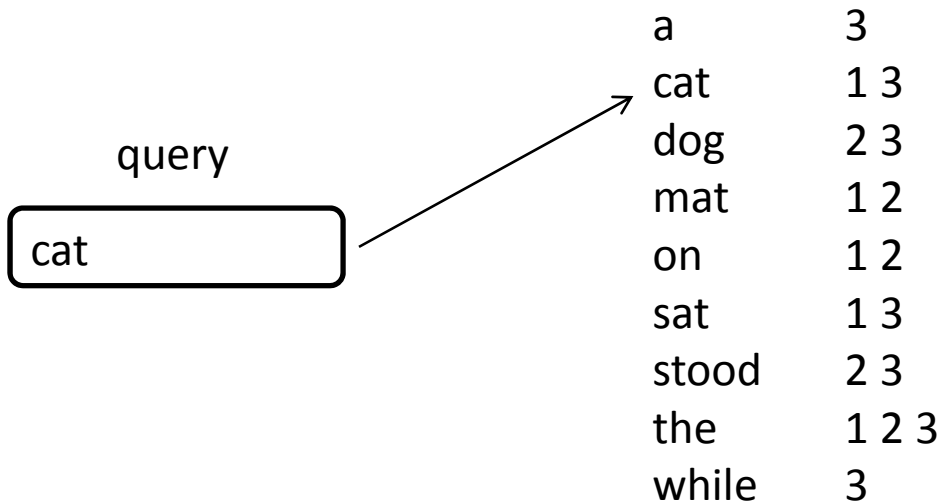 query
cat
a 3
cat 1 3
dog 2 3
mat 1 2
on 1 2
sat 1 3
stood 2 3
the 1 2 3
while 3